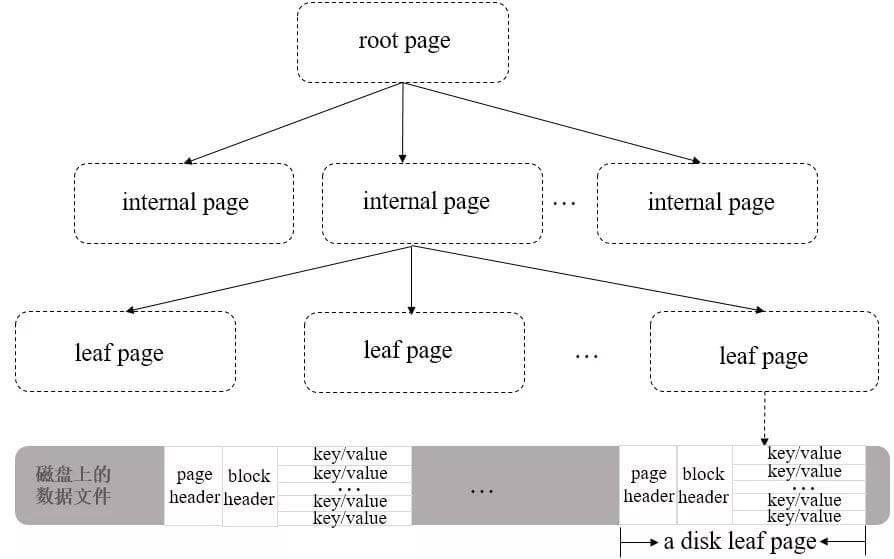 root page
internal page
internal page
…
internal page
leaf page
leaf page
…
leaf page
磁盘上的
数据文件
page
header
block
header
key/value
key/value
…
key/value
key/value
…
page
header
block
header
key/value
key/value
…
key/value
key/value
a disk leaf page